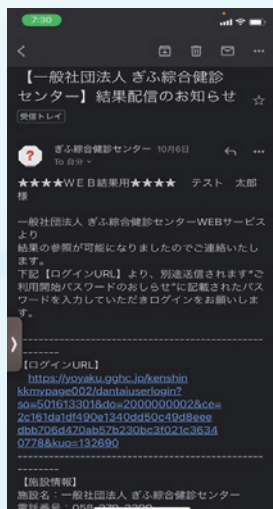 7:30
【一般社団法人 ぎふ綜合健診
センター】結果配信のお知らせ
受信トレイ
ぎふ綜合健診センター 10月6日
To 自分
★★★★WEB結果用★★★★ テスト 太郎
様
一般社団法人 ぎふ綜合健診センターWEBサービス
より
結果の参照が可能になりましたのでご連絡いたし
ます。
下記【ログインURL】より、別途送信されます"ご
利用開始パスワードのおしらせ"に記載されたパス
ワードを入力していただきログインをお願いしま
す。
--------------------------------------------------
--------
【ログインURL】
https://yoyaku.gghc.jp/kenshin
kkmypage002/dantaiuserlogin?
so=501613301&do=2000000002&ce=
2c161da1df490e1340dd50c49d8eee
dbb706d470ab57b230bc3f021c3634
0778&kuo=132690
--------------------------------------------------
--------
【施設情報】
施設名：一般社団法人 ぎふ綜合健診センター
電話番号：